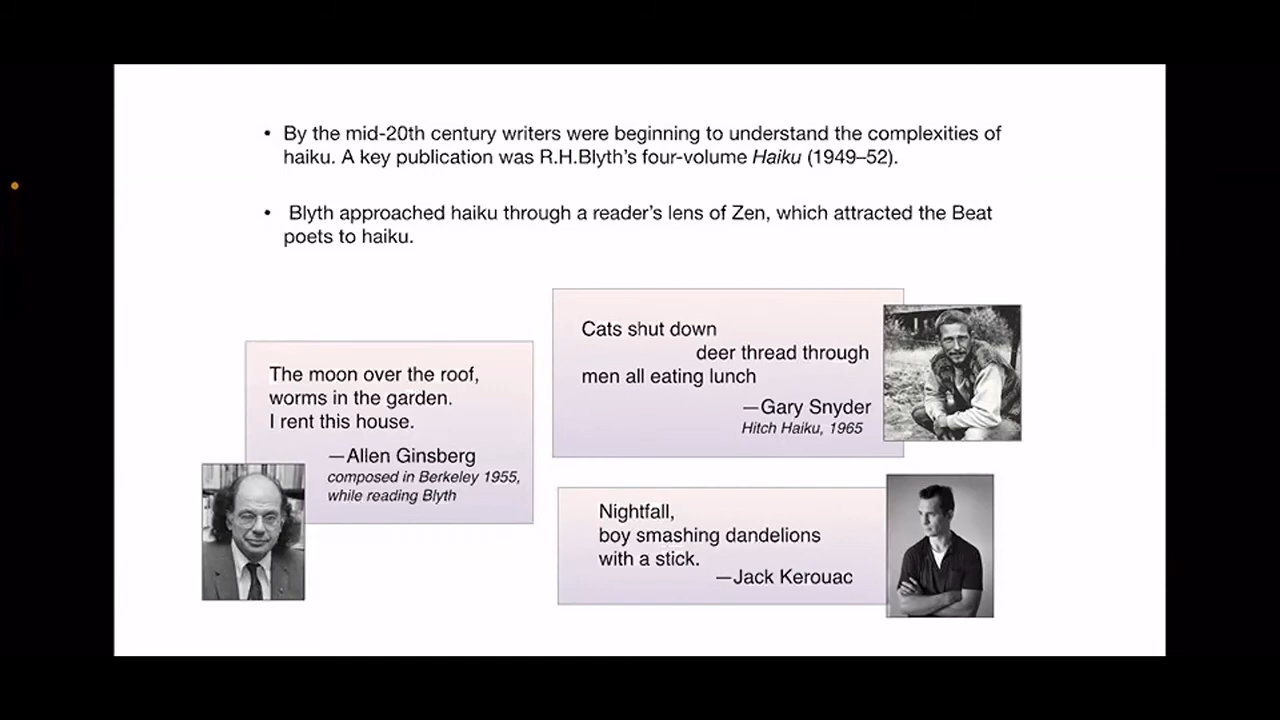 • By the mid-20th century writers were beginning to understand the complexities of
haiku. A key publication was R.H.Blyth's four-volume Haiku (1949–52).
• Blyth approached haiku through a reader's lens of Zen, which attracted the Beat
poets to haiku.
The moon over the roof,
worms in the garden.
I rent this house.
—Allen Ginsberg
composed in Berkeley 1955,
while reading Blyth
Cats shut down
deer thread through
men all eating lunch
—Gary Snyder
Hitch Haiku, 1965
Nightfall,
boy smashing dandelions
with a stick.
—Jack Kerouac